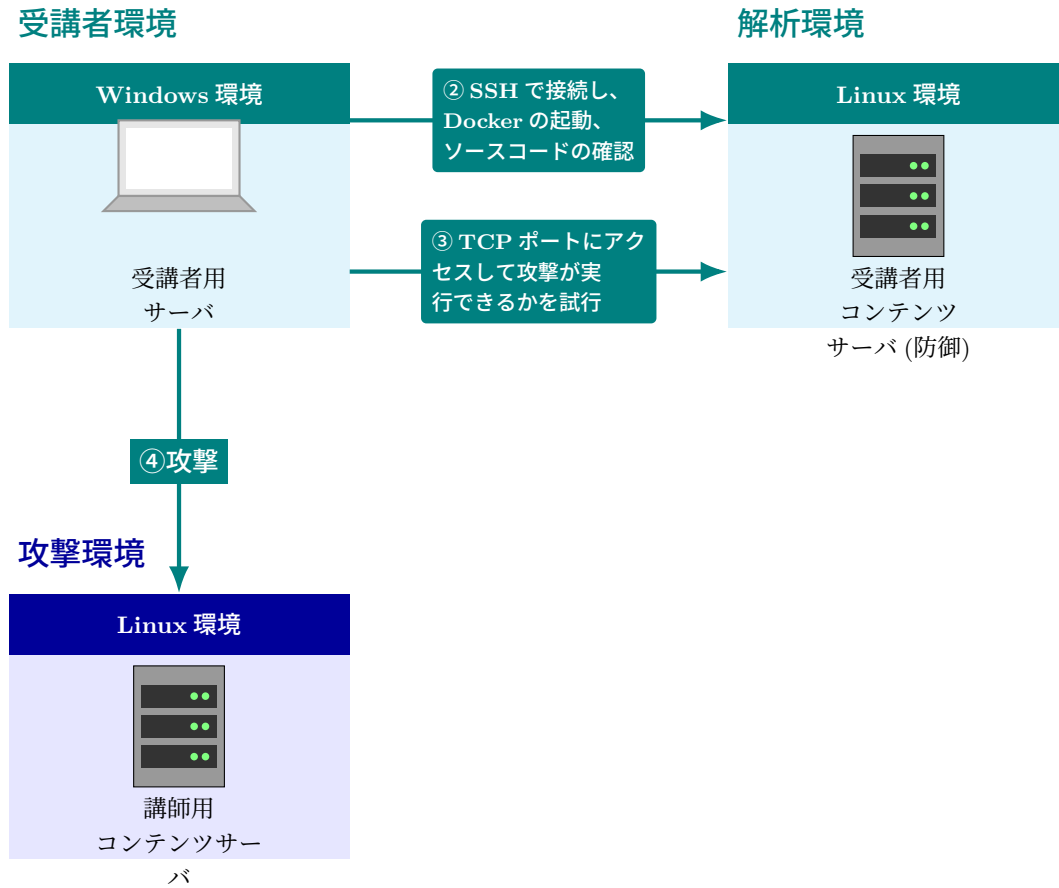 受講者環境
解析環境
Windows 環境
② SSH で接続し、
Docker の起動、
ソースコードの確認
Linux 環境
③ TCP ポートにアク
セスして攻撃が実
行できるかを試行
受講者用
サーバ
受講者用
コンテンツ
サーバ (防御)
④攻撃
攻撃環境
Linux 環境
講師用
コンテンツサー
バ